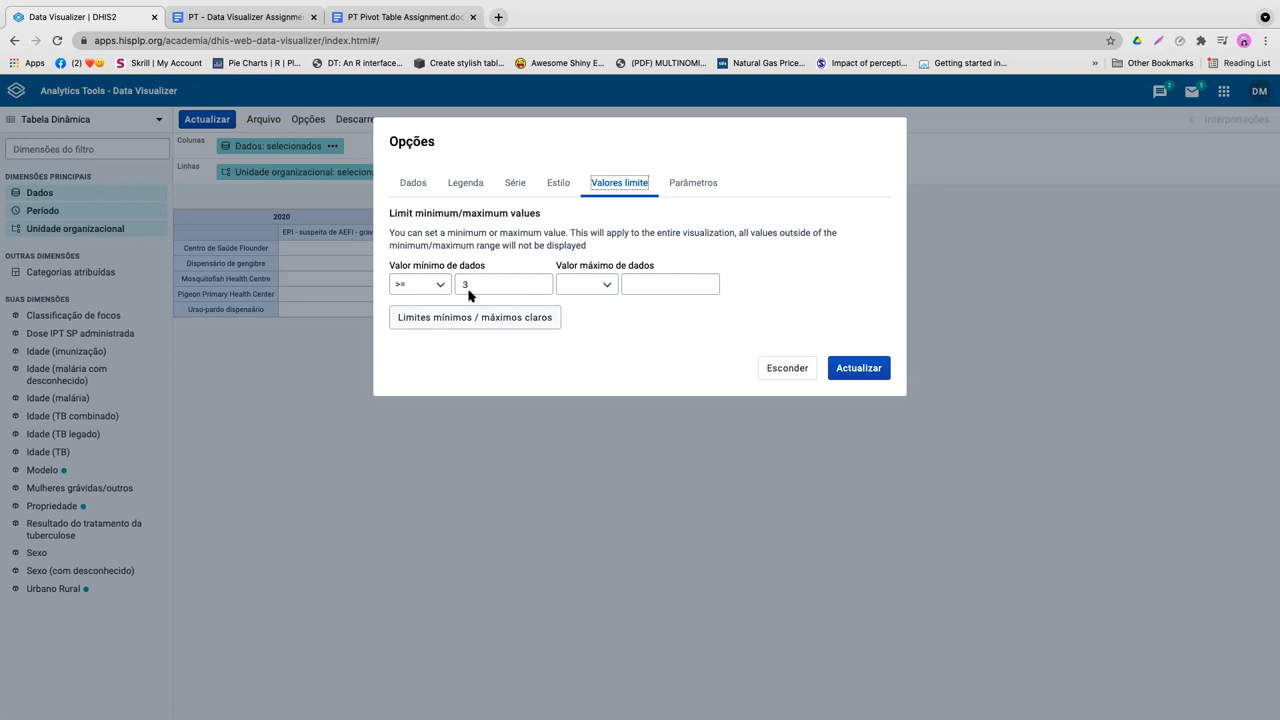 Data Visualizer | DHIS2
PT - Data Visualizer Assignme
PT Pivot Table Assignment.doc
apps.hisplp.org/academia/dhis-web-data-visualizer/index.html#/
Apps
(2)
Skrill | My Account
Pie Charts | R | Pl...
DT: An R interface...
Create stylish tabl...
Awesome Shiny E...
(PDF) MULTINOMI...
Natural Gas Price...
Impact of percepti...
Getting started in...
Other Bookmarks
Reading List
Analytics Tools - Data Visualizer
DM
Tabela Dinâmica
Actualizar
Arquivo
Opções
Descarre
Interpretações
Dimensões do filtro
DIMENSÕES PRINCIPAIS
Dados
Período
Unidade organizacional
OUTRAS DIMENSÕES
Categorias atribuídas
SUAS DIMENSÕES
Classificação de focos
Dose IPT SP administrada
Idade (imunização)
Idade (malária com
desconhecido)
Idade (malária)
Idade (TB combinado)
Idade (TB legado)
Idade (TB)
Modelo
Mulheres grávidas/outros
Propriedade
Resultado do tratamento da
tuberculose
Sexo
Sexo (com desconhecido)
Urbano Rural
Colunas
Dados: selecionados
Linhas
Unidade organizacional: selecion
2020
EPI - suspeita de AEFI - grav
Centro de Saúde Flounder
Dispensário de gengibre
Mosquitofish Health Centre
Pigeon Primary Health Center
Urso-pardo dispensário
Opções
Dados
Legenda
Série
Estilo
Valores limite
Parâmetros
Limit minimum/maximum values
You can set a minimum or maximum value. This will apply to the entire visualization, all values outside of the
minimum/maximum range will not be displayed
Valor mínimo de dados
Valor máximo de dados
>=
3
Limites mínimos / máximos claros
Esconder
Actualizar